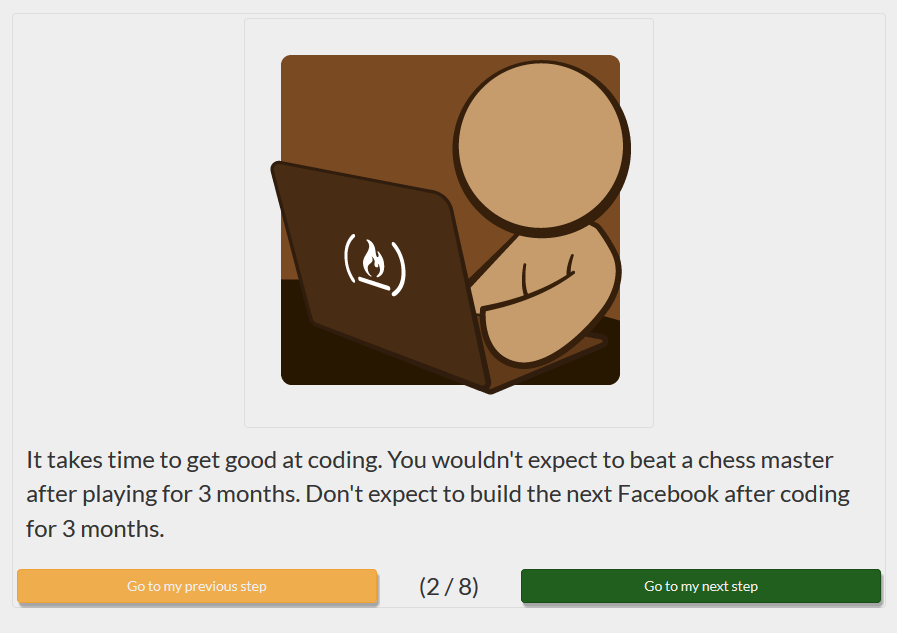 It takes time to get good at coding. You wouldn't expect to beat a chess master
after playing for 3 months. Don't expect to build the next Facebook after coding
for 3 months.
Go to my previous step
(2 / 8)
Go to my next step